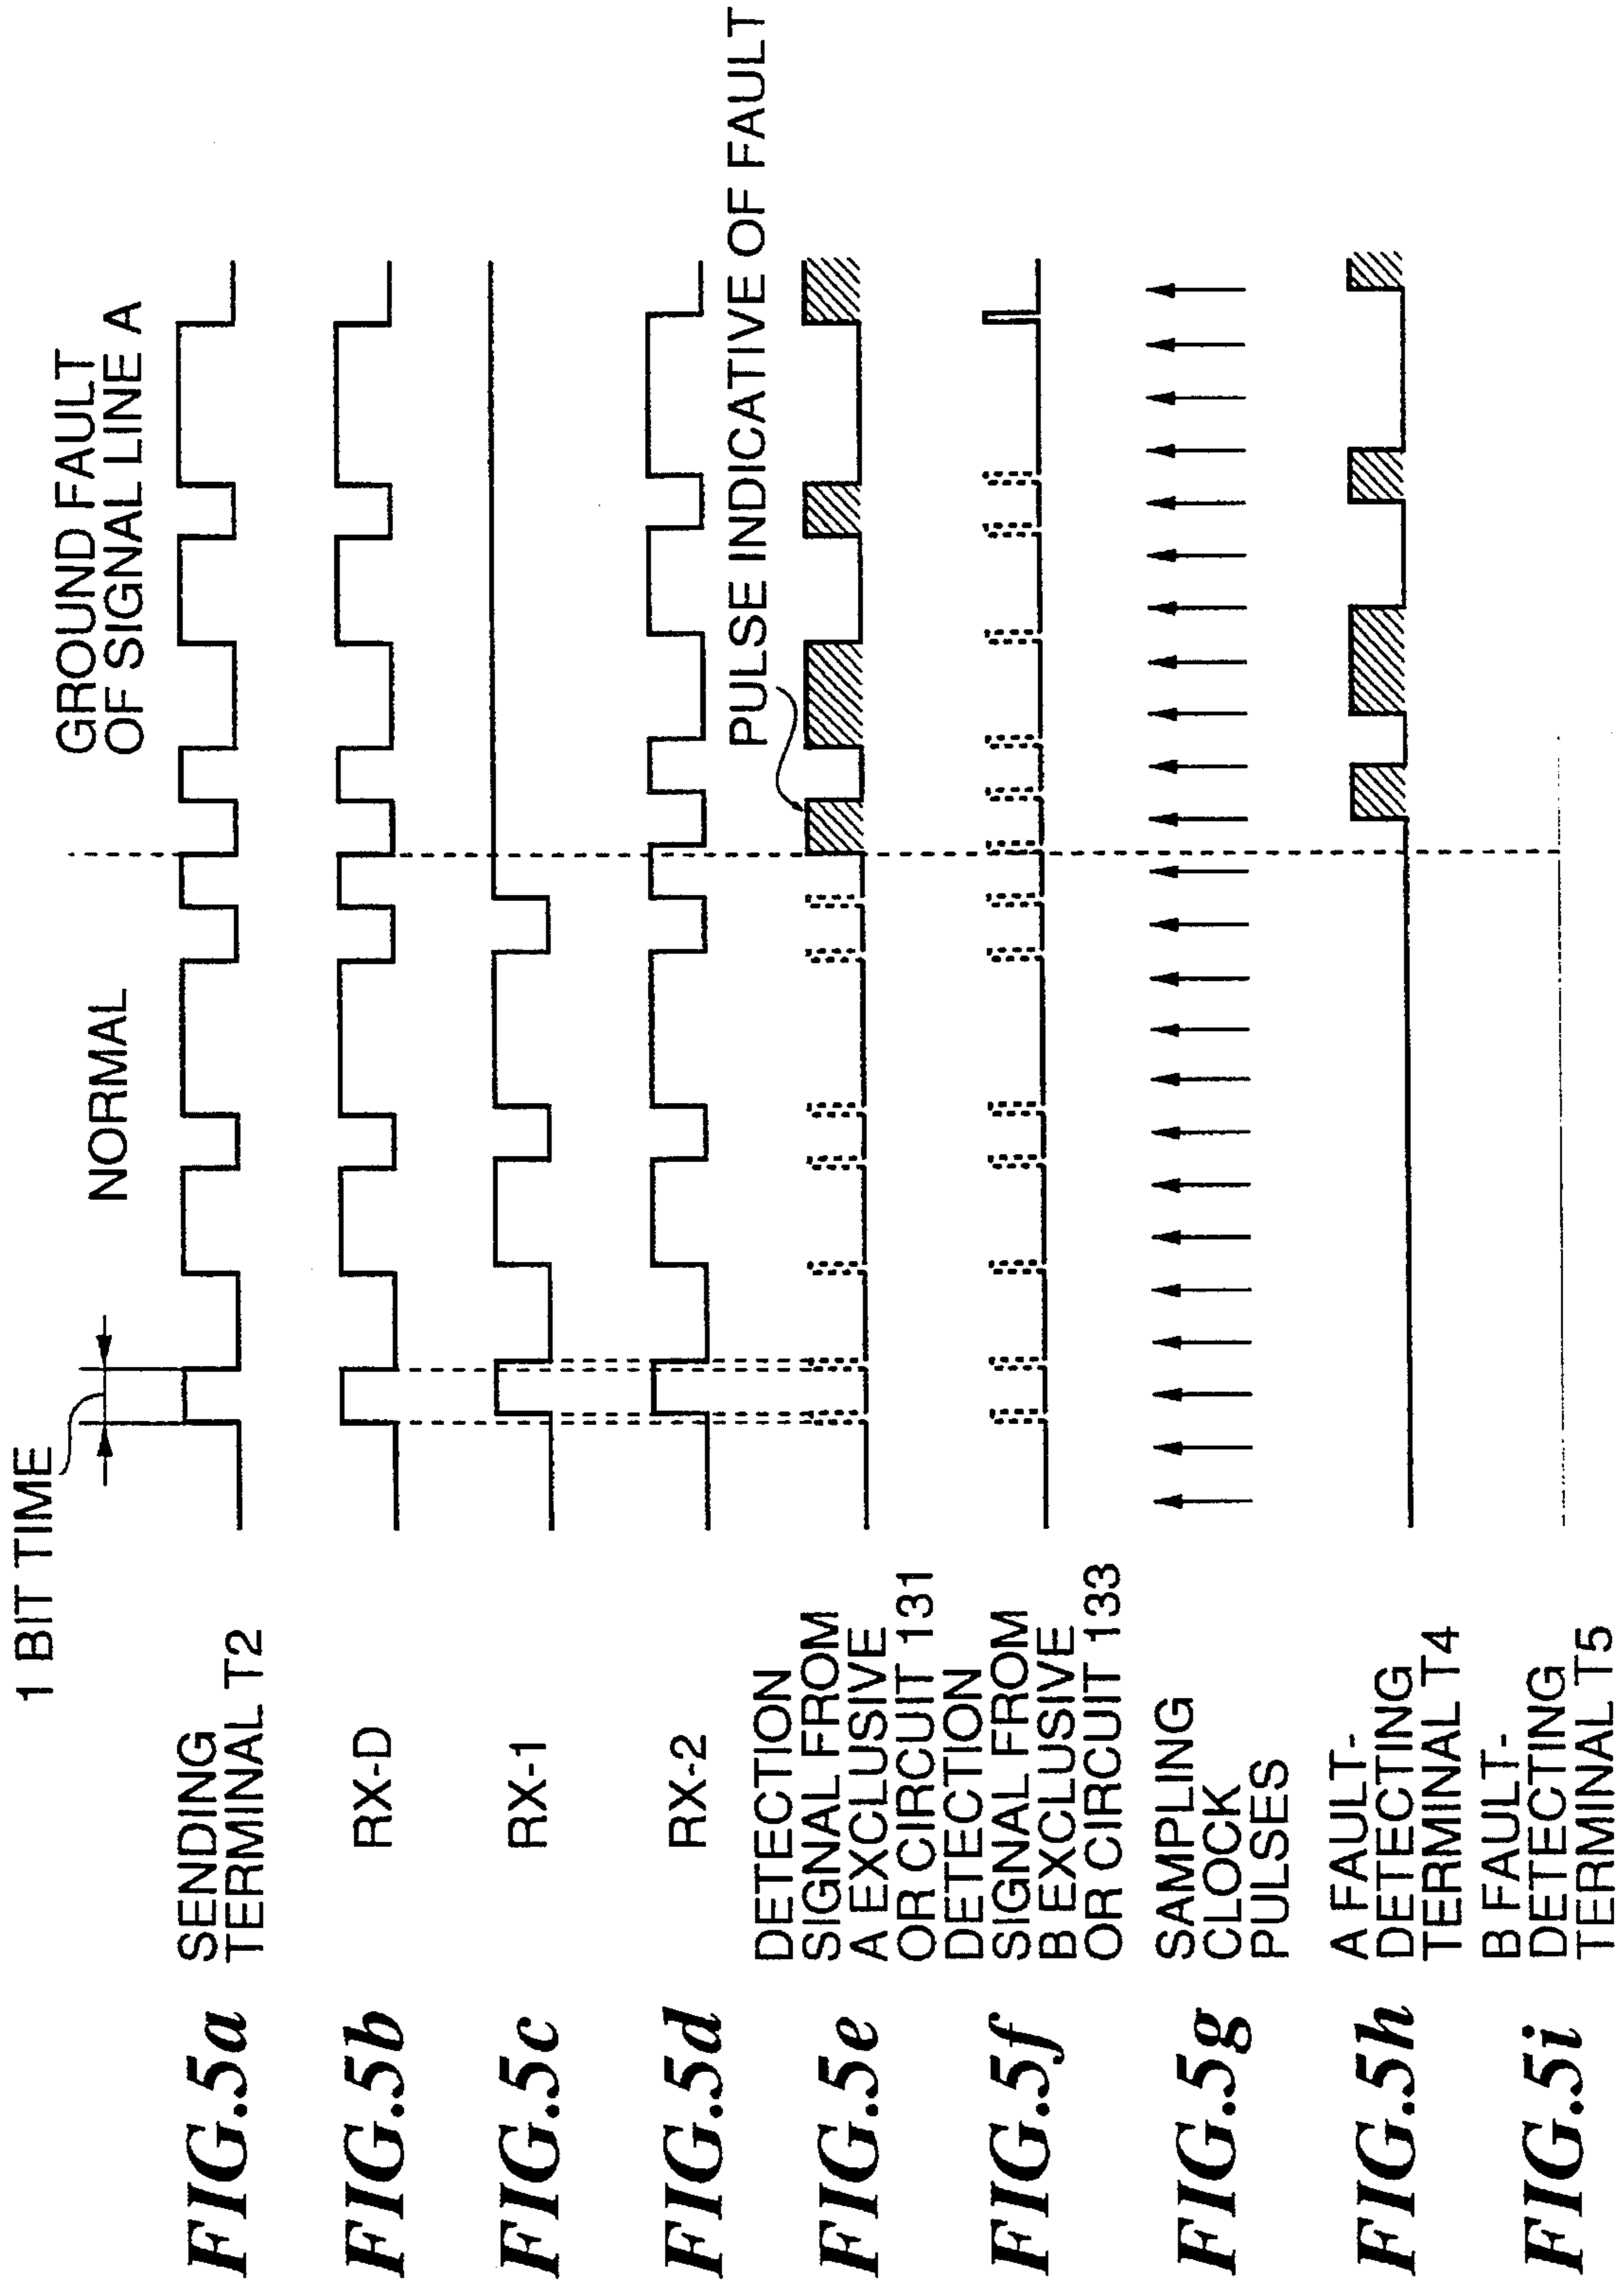 1 BIT TIME
NORMAL
GROUND FAULT
OF SIGNAL LINE A
FIG.5a
SENDING
TERMINAL T2
FIG.5b
RX-D
FIG.5c
RX-1
FIG.5d
RX-2
PULSE INDICATIVE OF FAULT
FIG.5e
DETECTION
SIGNAL FROM
A EXCLUSIVE
OR CIRCUIT 131
FIG.5f
DETECTION
SIGNAL FROM
B EXCLUSIVE
OR CIRCUIT 133
FIG.5g
SAMPLING
CLOCK
PULSES
FIG.5h
A FAULT-
DETECTING
TERMINAL T4
FIG.5i
B FAULT-
DETECTING
TERMINAL T5